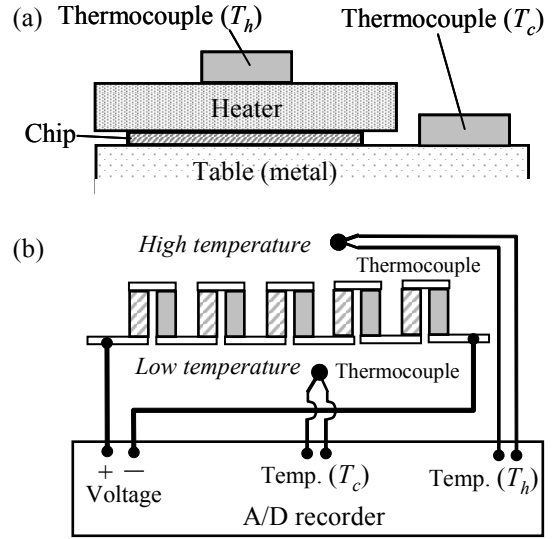 (a)
Thermocouple (T_h)
Thermocouple (T_c)
Heater
Chip
Table (metal)
(b)
High temperature
Thermocouple
Low temperature
Thermocouple
+ −
Voltage
Temp. (T_c)
Temp. (T_h)
A/D recorder